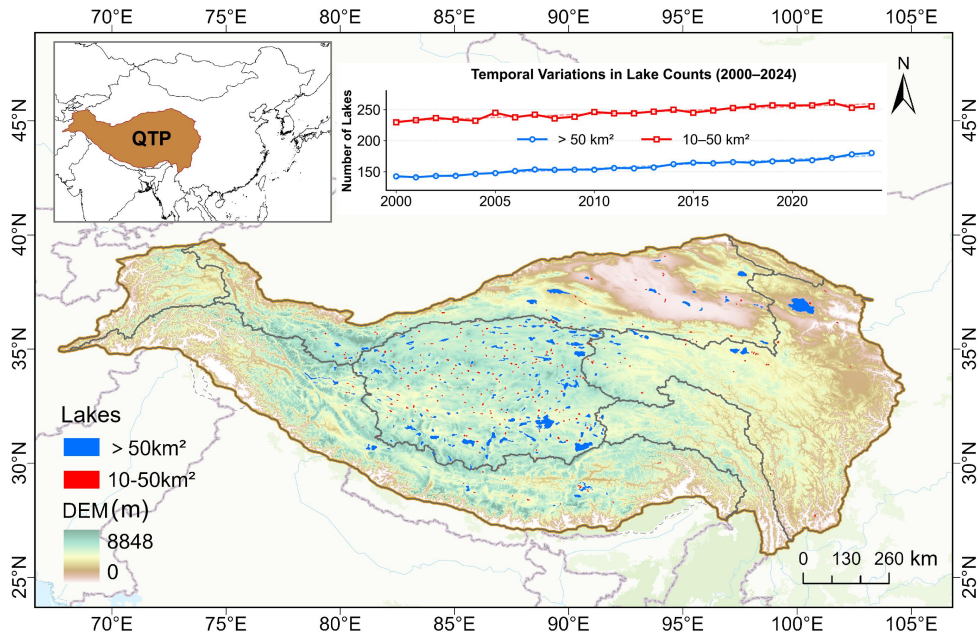 70°E 75°E 80°E 85°E 90°E 95°E 100°E 105°E
45°N
40°N
35°N
30°N
25°N
QTP
Temporal Variations in Lake Counts (2000–2024)
Number of Lakes
250
200
150
> 50 km² 10–50 km²
2000 2005 2010 2015 2020
N
45°N
40°N
35°N
30°N
25°N
Lakes
> 50km²
10-50km²
DEM(m)
8848
0
0 130 260 km
70°E 75°E 80°E 85°E 90°E 95°E 100°E 105°E